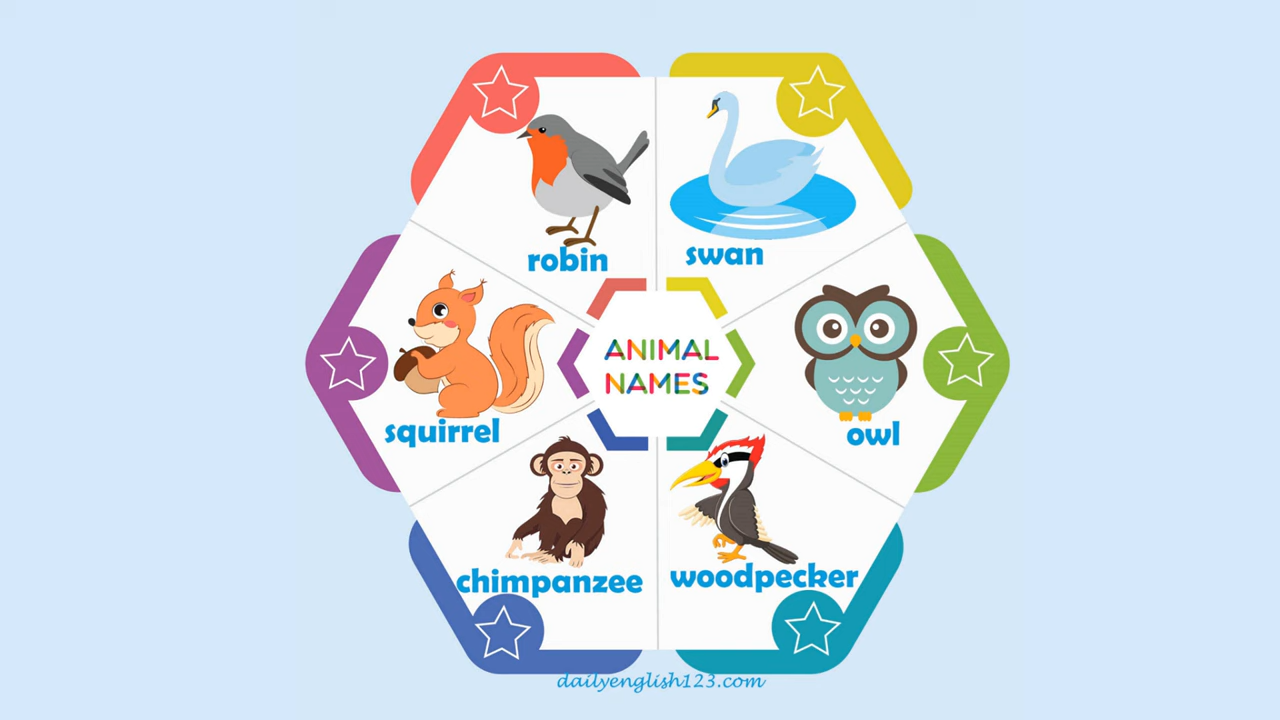 robin
swan
squirrel
ANIMAL
NAMES
owl
chimpanzee
woodpecker
dailyenglish123.com